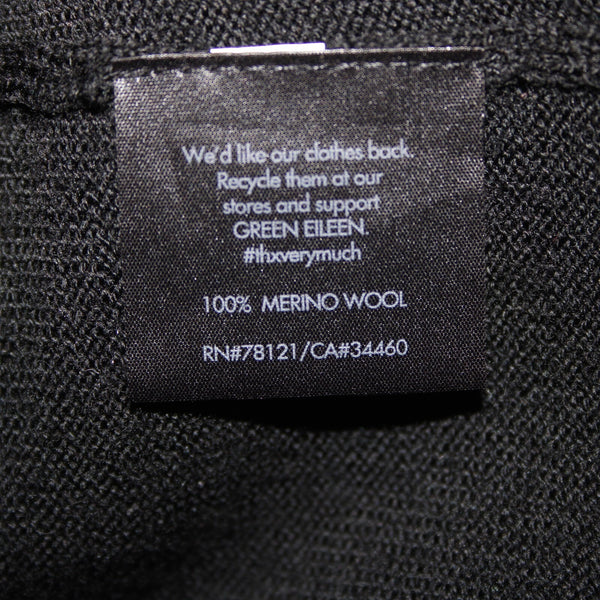 We'd like our clothes back.
Recycle them at our
stores and support
GREEN EILEEN.
#thxverymuch
100% MERINO WOOL
RN#78121/CA#34460